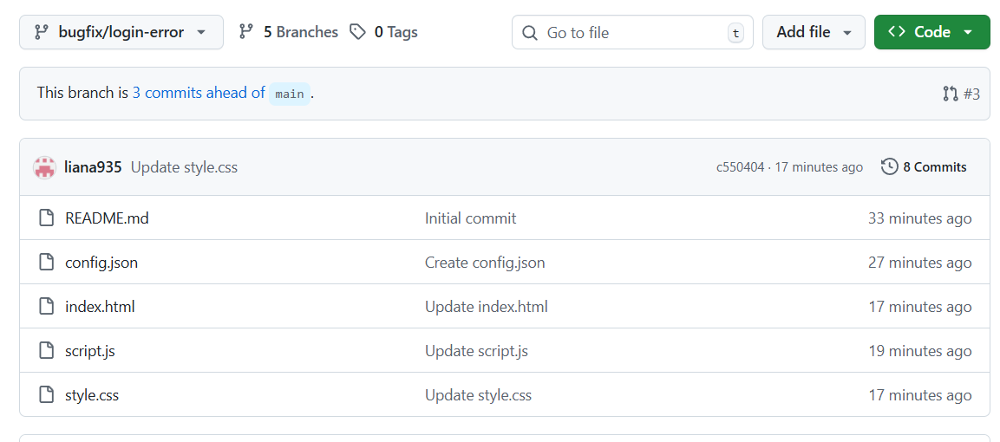 bugfix/login-error 5 Branches 0 Tags Go to file t Add file Code
This branch is 3 commits ahead of main . #3
liana935 Update style.css c550404 · 17 minutes ago 8 Commits
README.md Initial commit 33 minutes ago
config.json Create config.json 27 minutes ago
index.html Update index.html 17 minutes ago
script.js Update script.js 19 minutes ago
style.css Update style.css 17 minutes ago